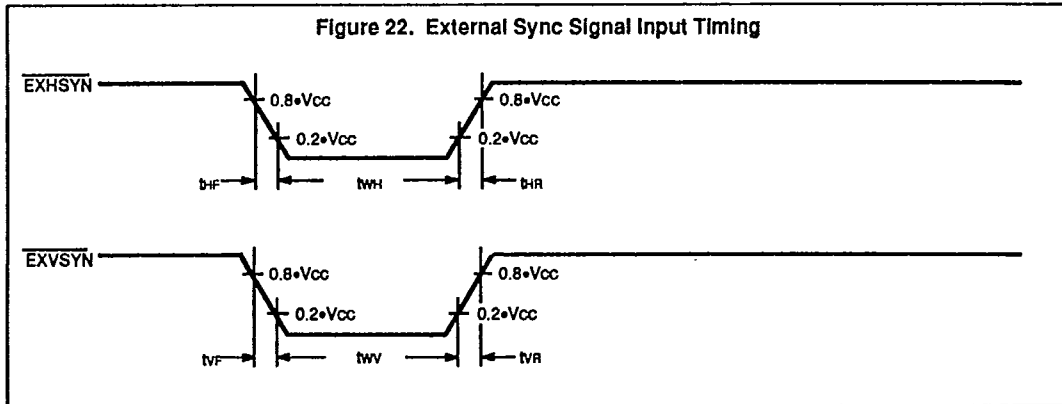 Figure 22. External Sync Signal Input Timing
EXHSYN
0.8•Vcc
0.8•Vcc
0.2•Vcc
0.2•Vcc
tHF
tWH
tHR
EXVSYN
0.8•Vcc
0.8•Vcc
0.2•Vcc
0.2•Vcc
tVF
tWV
tVR